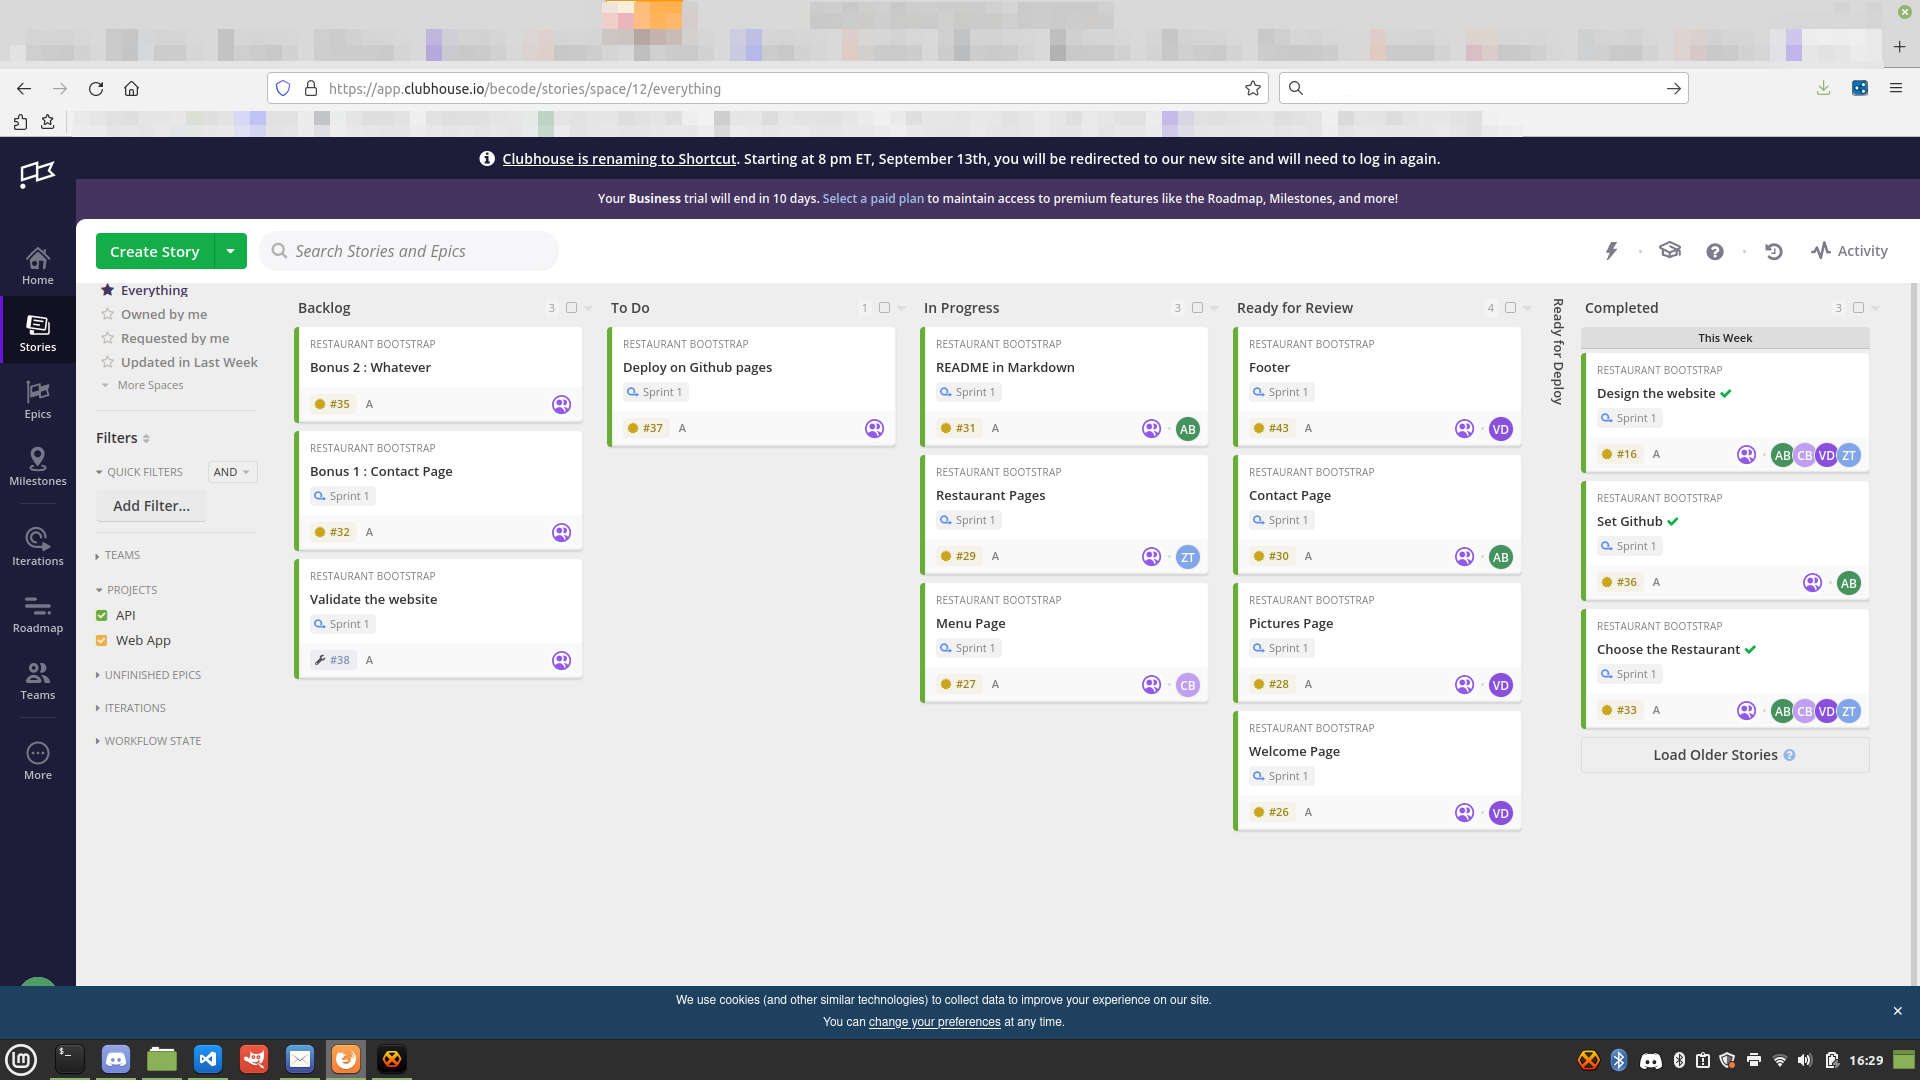 https://app.clubhouse.io/becode/stories/space/12/everything
Clubhouse is renaming to Shortcut. Starting at 8 pm ET, September 13th, you will be redirected to our new site and will need to log in again.
Your Business trial will end in 10 days. Select a paid plan to maintain access to premium features like the Roadmap, Milestones, and more!
Create Story
Search Stories and Epics
Activity
Home
Stories
Epics
Milestones
Iterations
Roadmap
Teams
More
Everything
Owned by me
Requested by me
Updated in Last Week
More Spaces
Filters
QUICK FILTERS
AND
Add Filter...
TEAMS
PROJECTS
API
Web App
UNFINISHED EPICS
ITERATIONS
WORKFLOW STATE
Backlog
3
RESTAURANT BOOTSTRAP
Bonus 2 : Whatever
#35 A
RESTAURANT BOOTSTRAP
Bonus 1 : Contact Page
Sprint 1
#32 A
RESTAURANT BOOTSTRAP
Validate the website
Sprint 1
#38 A
To Do
1
RESTAURANT BOOTSTRAP
Deploy on Github pages
Sprint 1
#37 A
In Progress
3
RESTAURANT BOOTSTRAP
README in Markdown
Sprint 1
#31 A AB
RESTAURANT BOOTSTRAP
Restaurant Pages
Sprint 1
#29 A ZT
RESTAURANT BOOTSTRAP
Menu Page
Sprint 1
#27 A CB
Ready for Review
4
RESTAURANT BOOTSTRAP
Footer
Sprint 1
#43 A VD
RESTAURANT BOOTSTRAP
Contact Page
Sprint 1
#30 A AB
RESTAURANT BOOTSTRAP
Pictures Page
Sprint 1
#28 A VD
RESTAURANT BOOTSTRAP
Welcome Page
Sprint 1
#26 A VD
Ready for Deploy
Completed
3
This Week
RESTAURANT BOOTSTRAP
Design the website
Sprint 1
#16 A AB CB VD ZT
RESTAURANT BOOTSTRAP
Set Github
Sprint 1
#36 A AB
RESTAURANT BOOTSTRAP
Choose the Restaurant
Sprint 1
#33 A AB CB VD ZT
Load Older Stories ?
We use cookies (and other similar technologies) to collect data to improve your experience on our site.
You can change your preferences at any time.
16:29